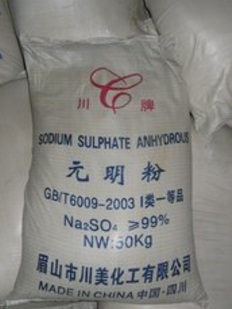 川 牌
SODIUM SULPHATE ANHYDROUS
元明粉
GB/T6009-2003 I类一等品
Na₂SO₄ ≥99%
NW:50Kg
眉山市川美化工有限公司
MADE IN CHINA 中国·四川